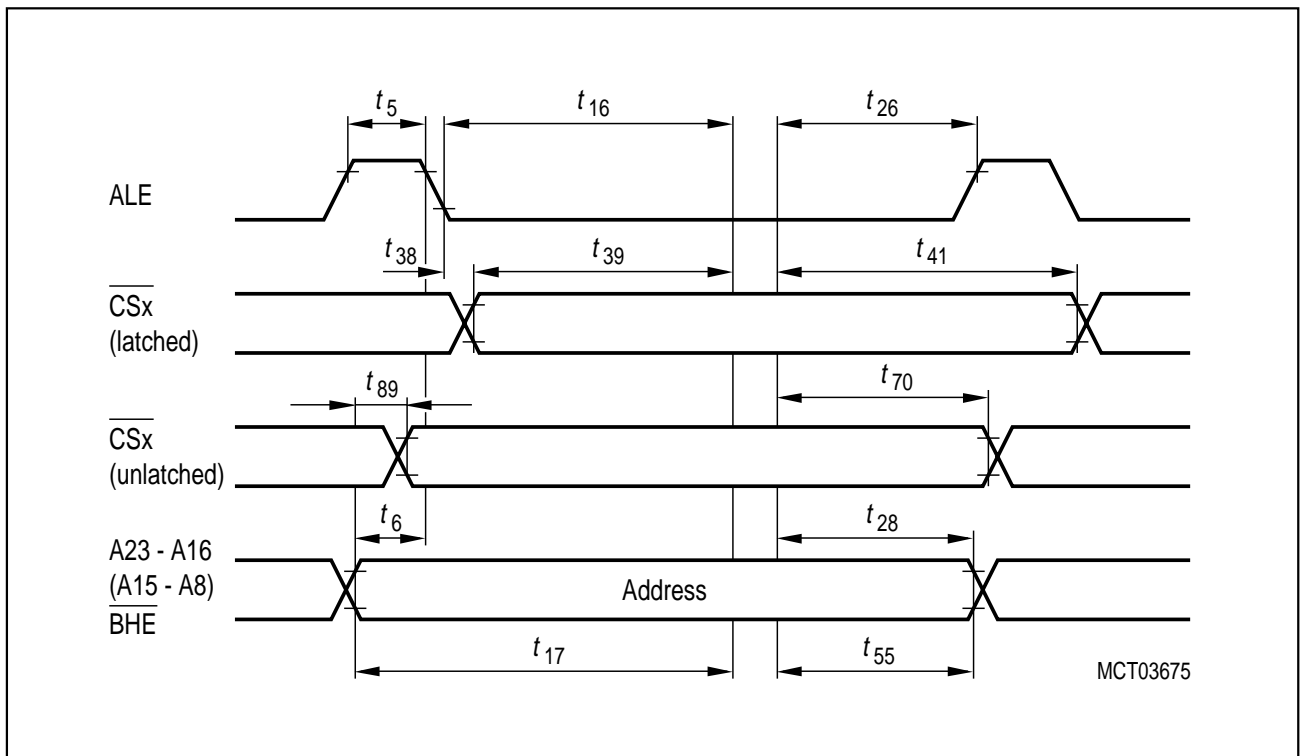 t5
t16
t26
ALE
t38
t39
t41
CSx
(latched)
t89
t70
CSx
(unlatched)
t6
t28
A23 - A16
(A15 - A8)
Address
BHE
t17
t55
MCT03675